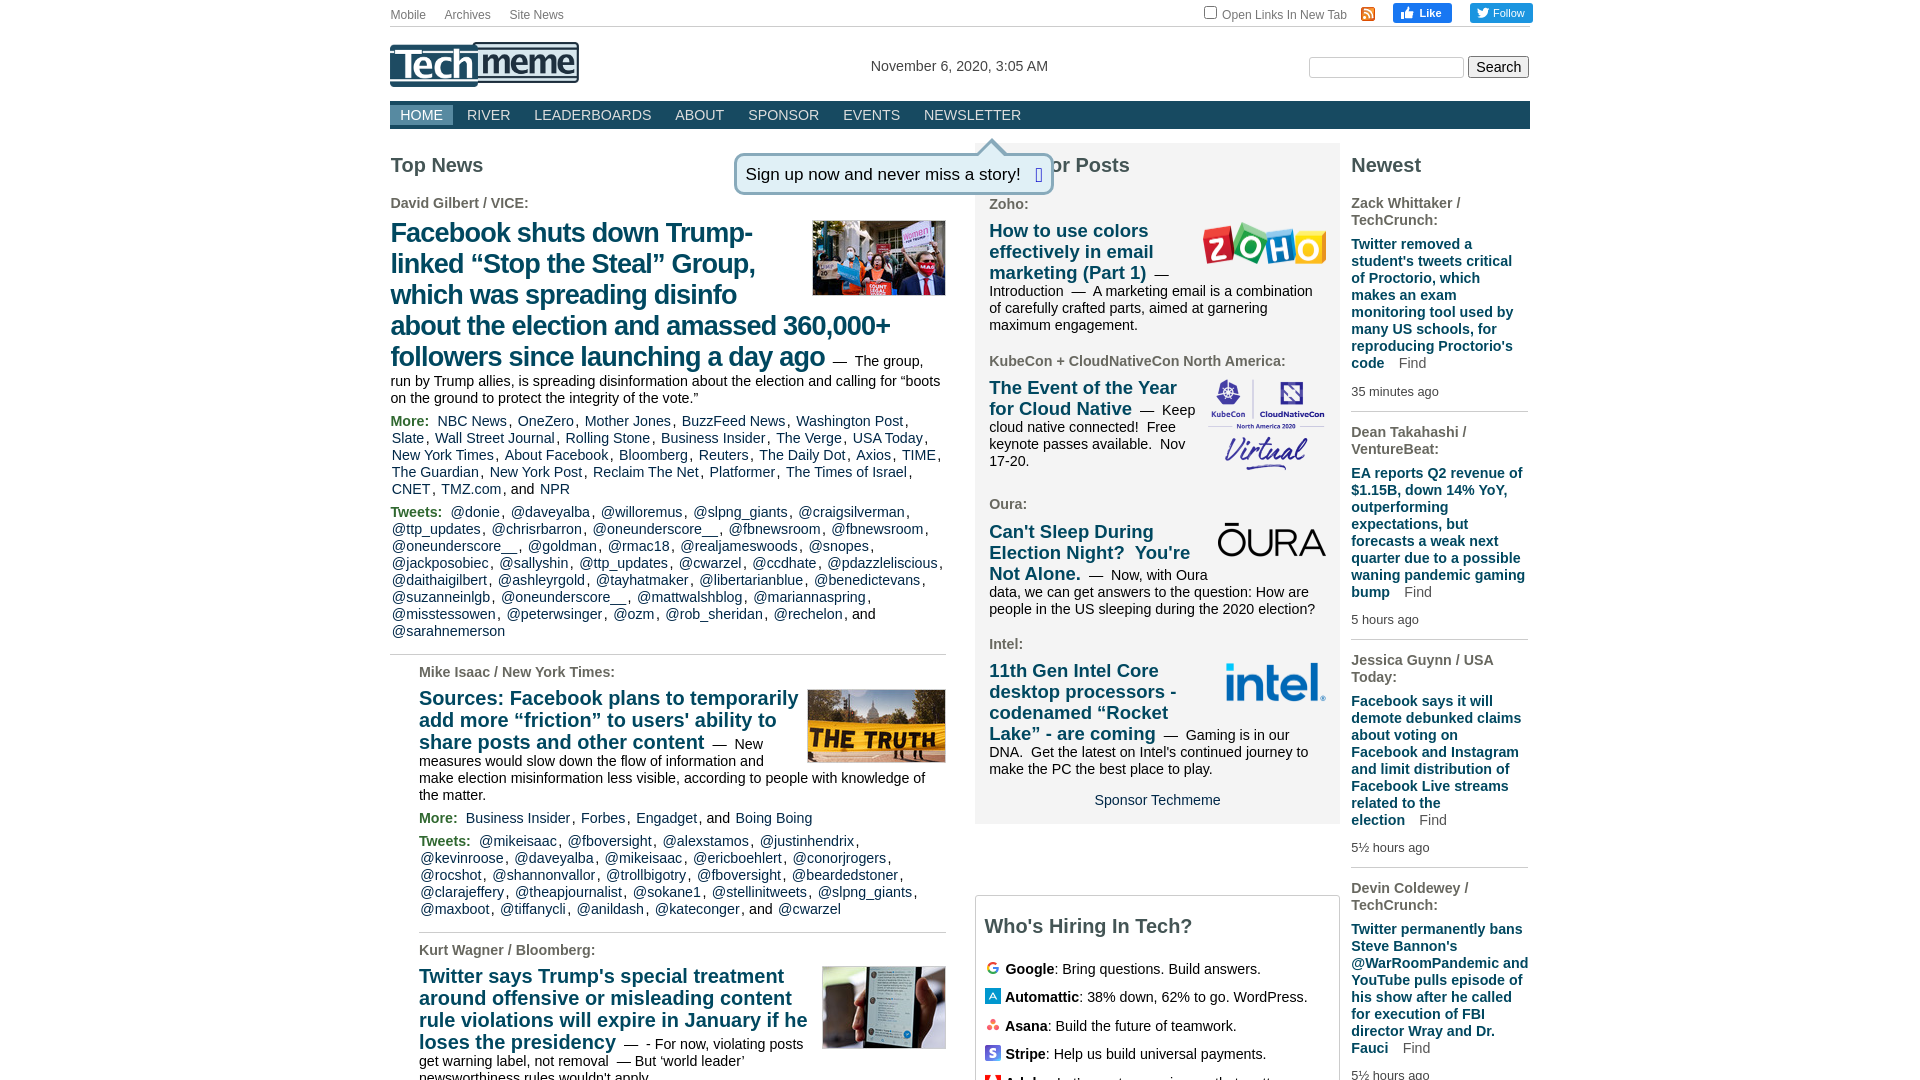 Mobile Archives Site News
Open Links In New Tab
Like
Follow
Techmeme
November 6, 2020, 3:05 AM
Search
HOME RIVER LEADERBOARDS ABOUT SPONSOR EVENTS NEWSLETTER
Sign up now and never miss a story!
Top News
David Gilbert / VICE:
Facebook shuts down Trump-
linked “Stop the Steal” Group,
which was spreading disinfo
about the election and amassed 360,000+
followers since launching a day ago — The group,
run by Trump allies, is spreading disinformation about the election and calling for “boots
on the ground to protect the integrity of the vote.”
More: NBC News, OneZero, Mother Jones, BuzzFeed News, Washington Post,
Slate, Wall Street Journal, Rolling Stone, Business Insider, The Verge, USA Today,
New York Times, About Facebook, Bloomberg, Reuters, The Daily Dot, Axios, TIME,
The Guardian, New York Post, Reclaim The Net, Platformer, The Times of Israel,
CNET, TMZ.com, and NPR
Tweets: @donie, @daveyalba, @willoremus, @slpng_giants, @craigsilverman,
@ttp_updates, @chrisrbarron, @oneunderscore__, @fbnewsroom, @fbnewsroom,
@oneunderscore__, @goldman, @rmac18, @realjameswoods, @snopes,
@jackposobiec, @sallyshin, @ttp_updates, @cwarzel, @ccdhate, @pdazzleliscious,
@daithaigilbert, @ashleyrgold, @tayhatmaker, @libertarianblue, @benedictevans,
@suzanneinlgb, @oneunderscore__, @mattwalshblog, @mariannaspring,
@misstessowen, @peterwsinger, @ozm, @rob_sheridan, @rechelon, and
@sarahnemerson
Mike Isaac / New York Times:
Sources: Facebook plans to temporarily
add more “friction” to users' ability to
share posts and other content — New
measures would slow down the flow of information and
make election misinformation less visible, according to people with knowledge of
the matter.
THE TRUTH
More: Business Insider, Forbes, Engadget, and Boing Boing
Tweets: @mikeisaac, @fboversight, @alexstamos, @justinhendrix,
@kevinroose, @daveyalba, @mikeisaac, @ericboehlert, @conorjrogers,
@rocshot, @shannonvallor, @trollbigotry, @fboversight, @beardedstoner,
@clarajeffery, @theapjournalist, @sokane1, @stellinitweets, @slpng_giants,
@maxboot, @tiffanycli, @anildash, @kateconger, and @cwarzel
Kurt Wagner / Bloomberg:
Twitter says Trump's special treatment
around offensive or misleading content
rule violations will expire in January if he
loses the presidency — - For now, violating posts
get warning label, not removal — But ‘world leader’
newsworthiness rules wouldn't apply
or Posts
Zoho:
How to use colors
effectively in email
marketing (Part 1) —
Introduction — A marketing email is a combination
of carefully crafted parts, aimed at garnering
maximum engagement.
ZOHO
KubeCon + CloudNativeCon North America:
The Event of the Year
for Cloud Native — Keep
cloud native connected! Free
keynote passes available. Nov
17-20.
KubeCon CloudNativeCon
North America 2020
Virtual
Oura:
Can't Sleep During
Election Night? You're
Not Alone. — Now, with Oura
data, we can get answers to the question: How are
people in the US sleeping during the 2020 election?
ŌURA
Intel:
11th Gen Intel Core
desktop processors -
codenamed “Rocket
Lake” - are coming — Gaming is in our
DNA. Get the latest on Intel's continued journey to
make the PC the best place to play.
intel.
Sponsor Techmeme
Who's Hiring In Tech?
Google: Bring questions. Build answers.
Automattic: 38% down, 62% to go. WordPress.
Asana: Build the future of teamwork.
Stripe: Help us build universal payments.
Newest
Zack Whittaker /
TechCrunch:
Twitter removed a
student's tweets critical
of Proctorio, which
makes an exam
monitoring tool used by
many US schools, for
reproducing Proctorio's
code Find
35 minutes ago
Dean Takahashi /
VentureBeat:
EA reports Q2 revenue of
$1.15B, down 14% YoY,
outperforming
expectations, but
forecasts a weak next
quarter due to a possible
waning pandemic gaming
bump Find
5 hours ago
Jessica Guynn / USA
Today:
Facebook says it will
demote debunked claims
about voting on
Facebook and Instagram
and limit distribution of
Facebook Live streams
related to the
election Find
5½ hours ago
Devin Coldewey /
TechCrunch:
Twitter permanently bans
Steve Bannon's
@WarRoomPandemic and
YouTube pulls episode of
his show after he called
for execution of FBI
director Wray and Dr.
Fauci Find
5½ hours ago